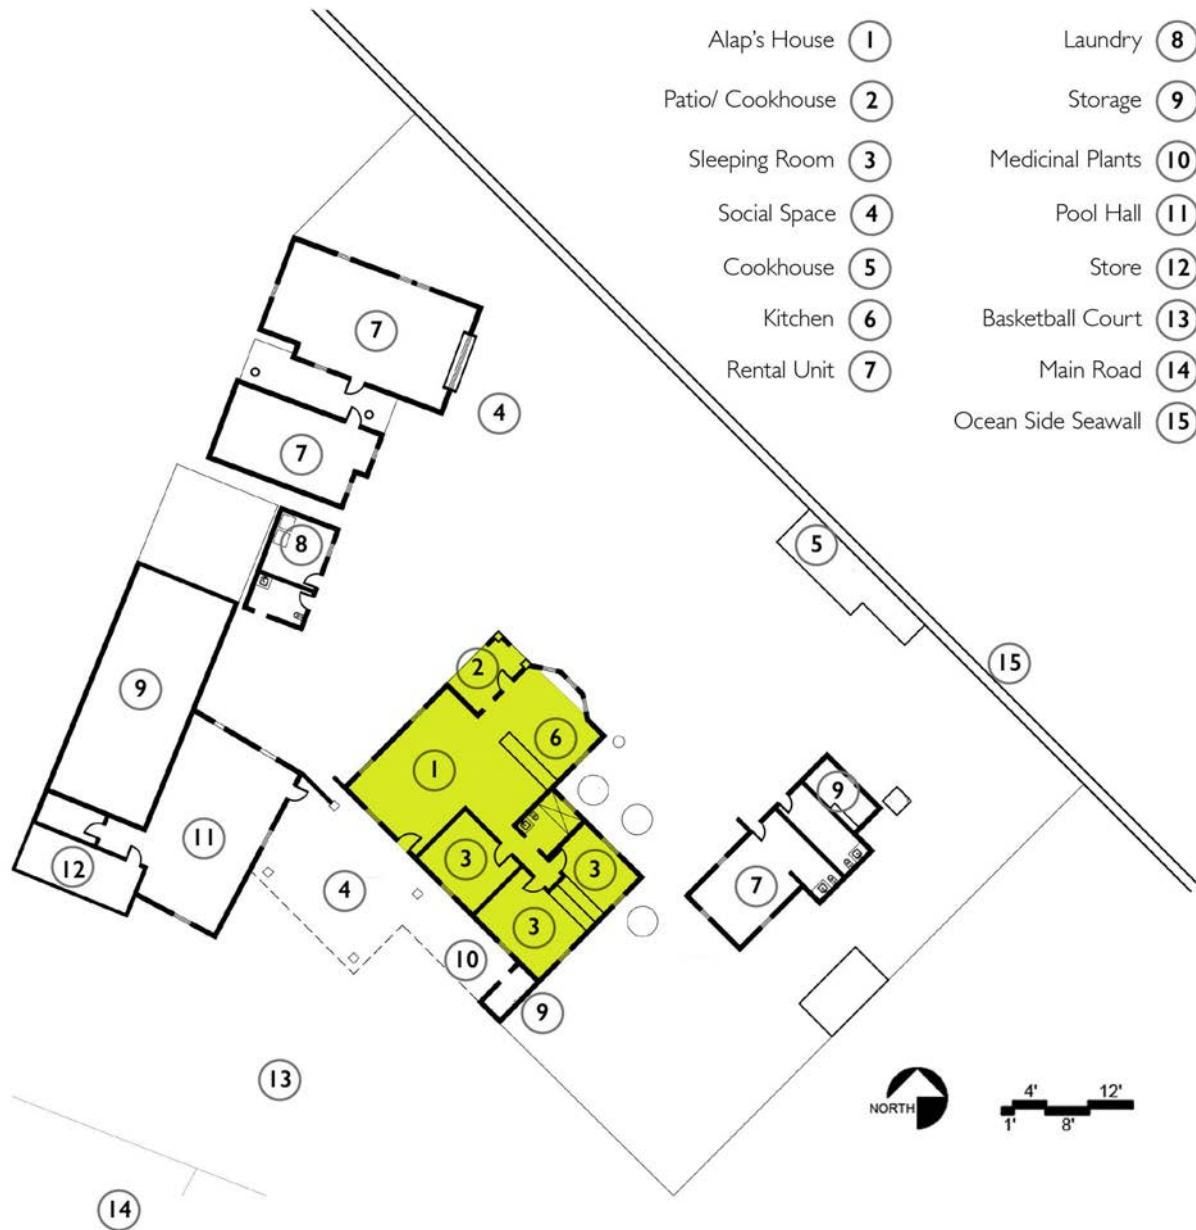 Alap's House 1
Laundry 8
Patio/ Cookhouse 2
Storage 9
Sleeping Room 3
Medicinal Plants 10
Social Space 4
Pool Hall 11
Cookhouse 5
Store 12
Kitchen 6
Basketball Court 13
Rental Unit 7
Main Road 14
Ocean Side Seawall 15
7
4
7
8
5
2
15
9
6
1
9
11
3
3
12
7
4
3
10
9
13
NORTH
4' 12'
1' 8'
14